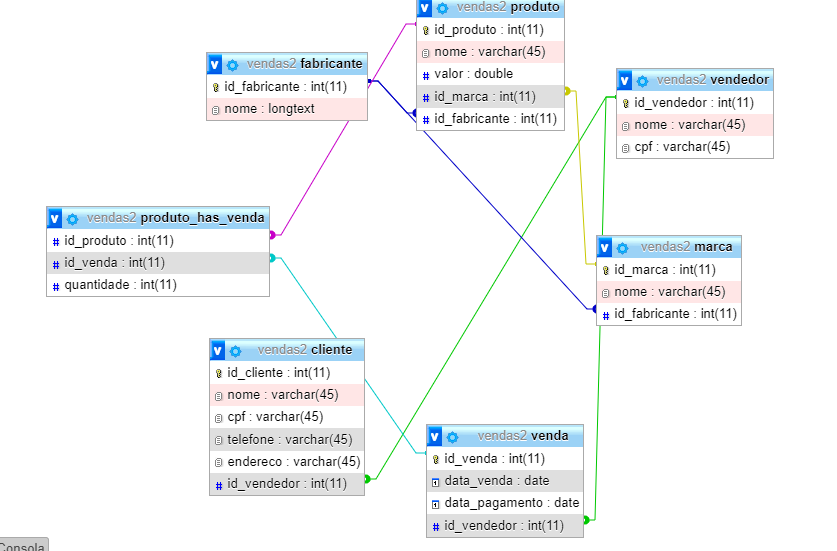 vendas2 produto
id_produto : int(11)
nome : varchar(45)
valor : double
id_marca : int(11)
id_fabricante : int(11)
vendas2 fabricante
id_fabricante : int(11)
nome : longtext
vendas2 vendedor
id_vendedor : int(11)
nome : varchar(45)
cpf : varchar(45)
vendas2 produto_has_venda
id_produto : int(11)
id_venda : int(11)
quantidade : int(11)
vendas2 marca
id_marca : int(11)
nome : varchar(45)
id_fabricante : int(11)
vendas2 cliente
id_cliente : int(11)
nome : varchar(45)
cpf : varchar(45)
telefone : varchar(45)
endereco : varchar(45)
id_vendedor : int(11)
vendas2 venda
id_venda : int(11)
data_venda : date
data_pagamento : date
id_vendedor : int(11)
Consola